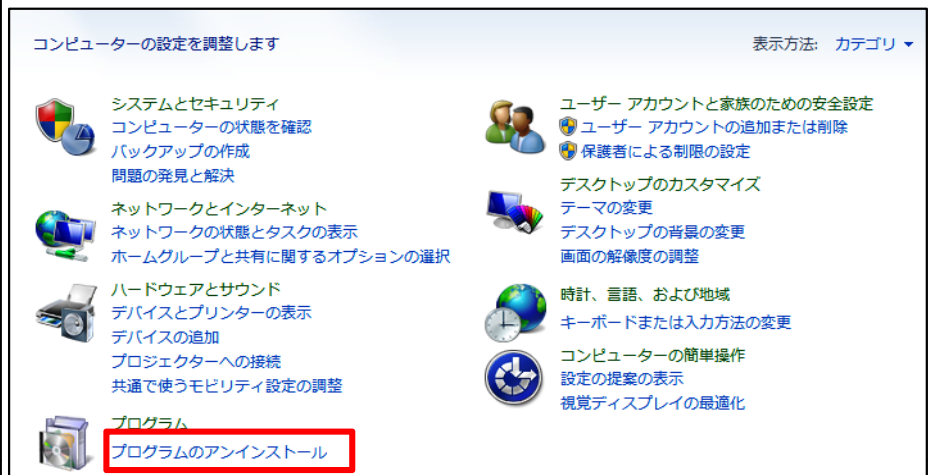 コンピューターの設定を調整します
表示方法: カテゴリ
システムとセキュリティ
コンピューターの状態を確認
バックアップの作成
問題の発見と解決
ネットワークとインターネット
ネットワークの状態とタスクの表示
ホームグループと共有に関するオプションの選択
ハードウェアとサウンド
デバイスとプリンターの表示
デバイスの追加
プロジェクターへの接続
共通で使うモビリティ設定の調整
プログラム
プログラムのアンインストール
ユーザー アカウントと家族のための安全設定
ユーザー アカウントの追加または削除
保護者による制限の設定
デスクトップのカスタマイズ
テーマの変更
デスクトップの背景の変更
画面の解像度の調整
時計、言語、および地域
キーボードまたは入力方法の変更
コンピューターの簡単操作
設定の提案の表示
視覚ディスプレイの最適化